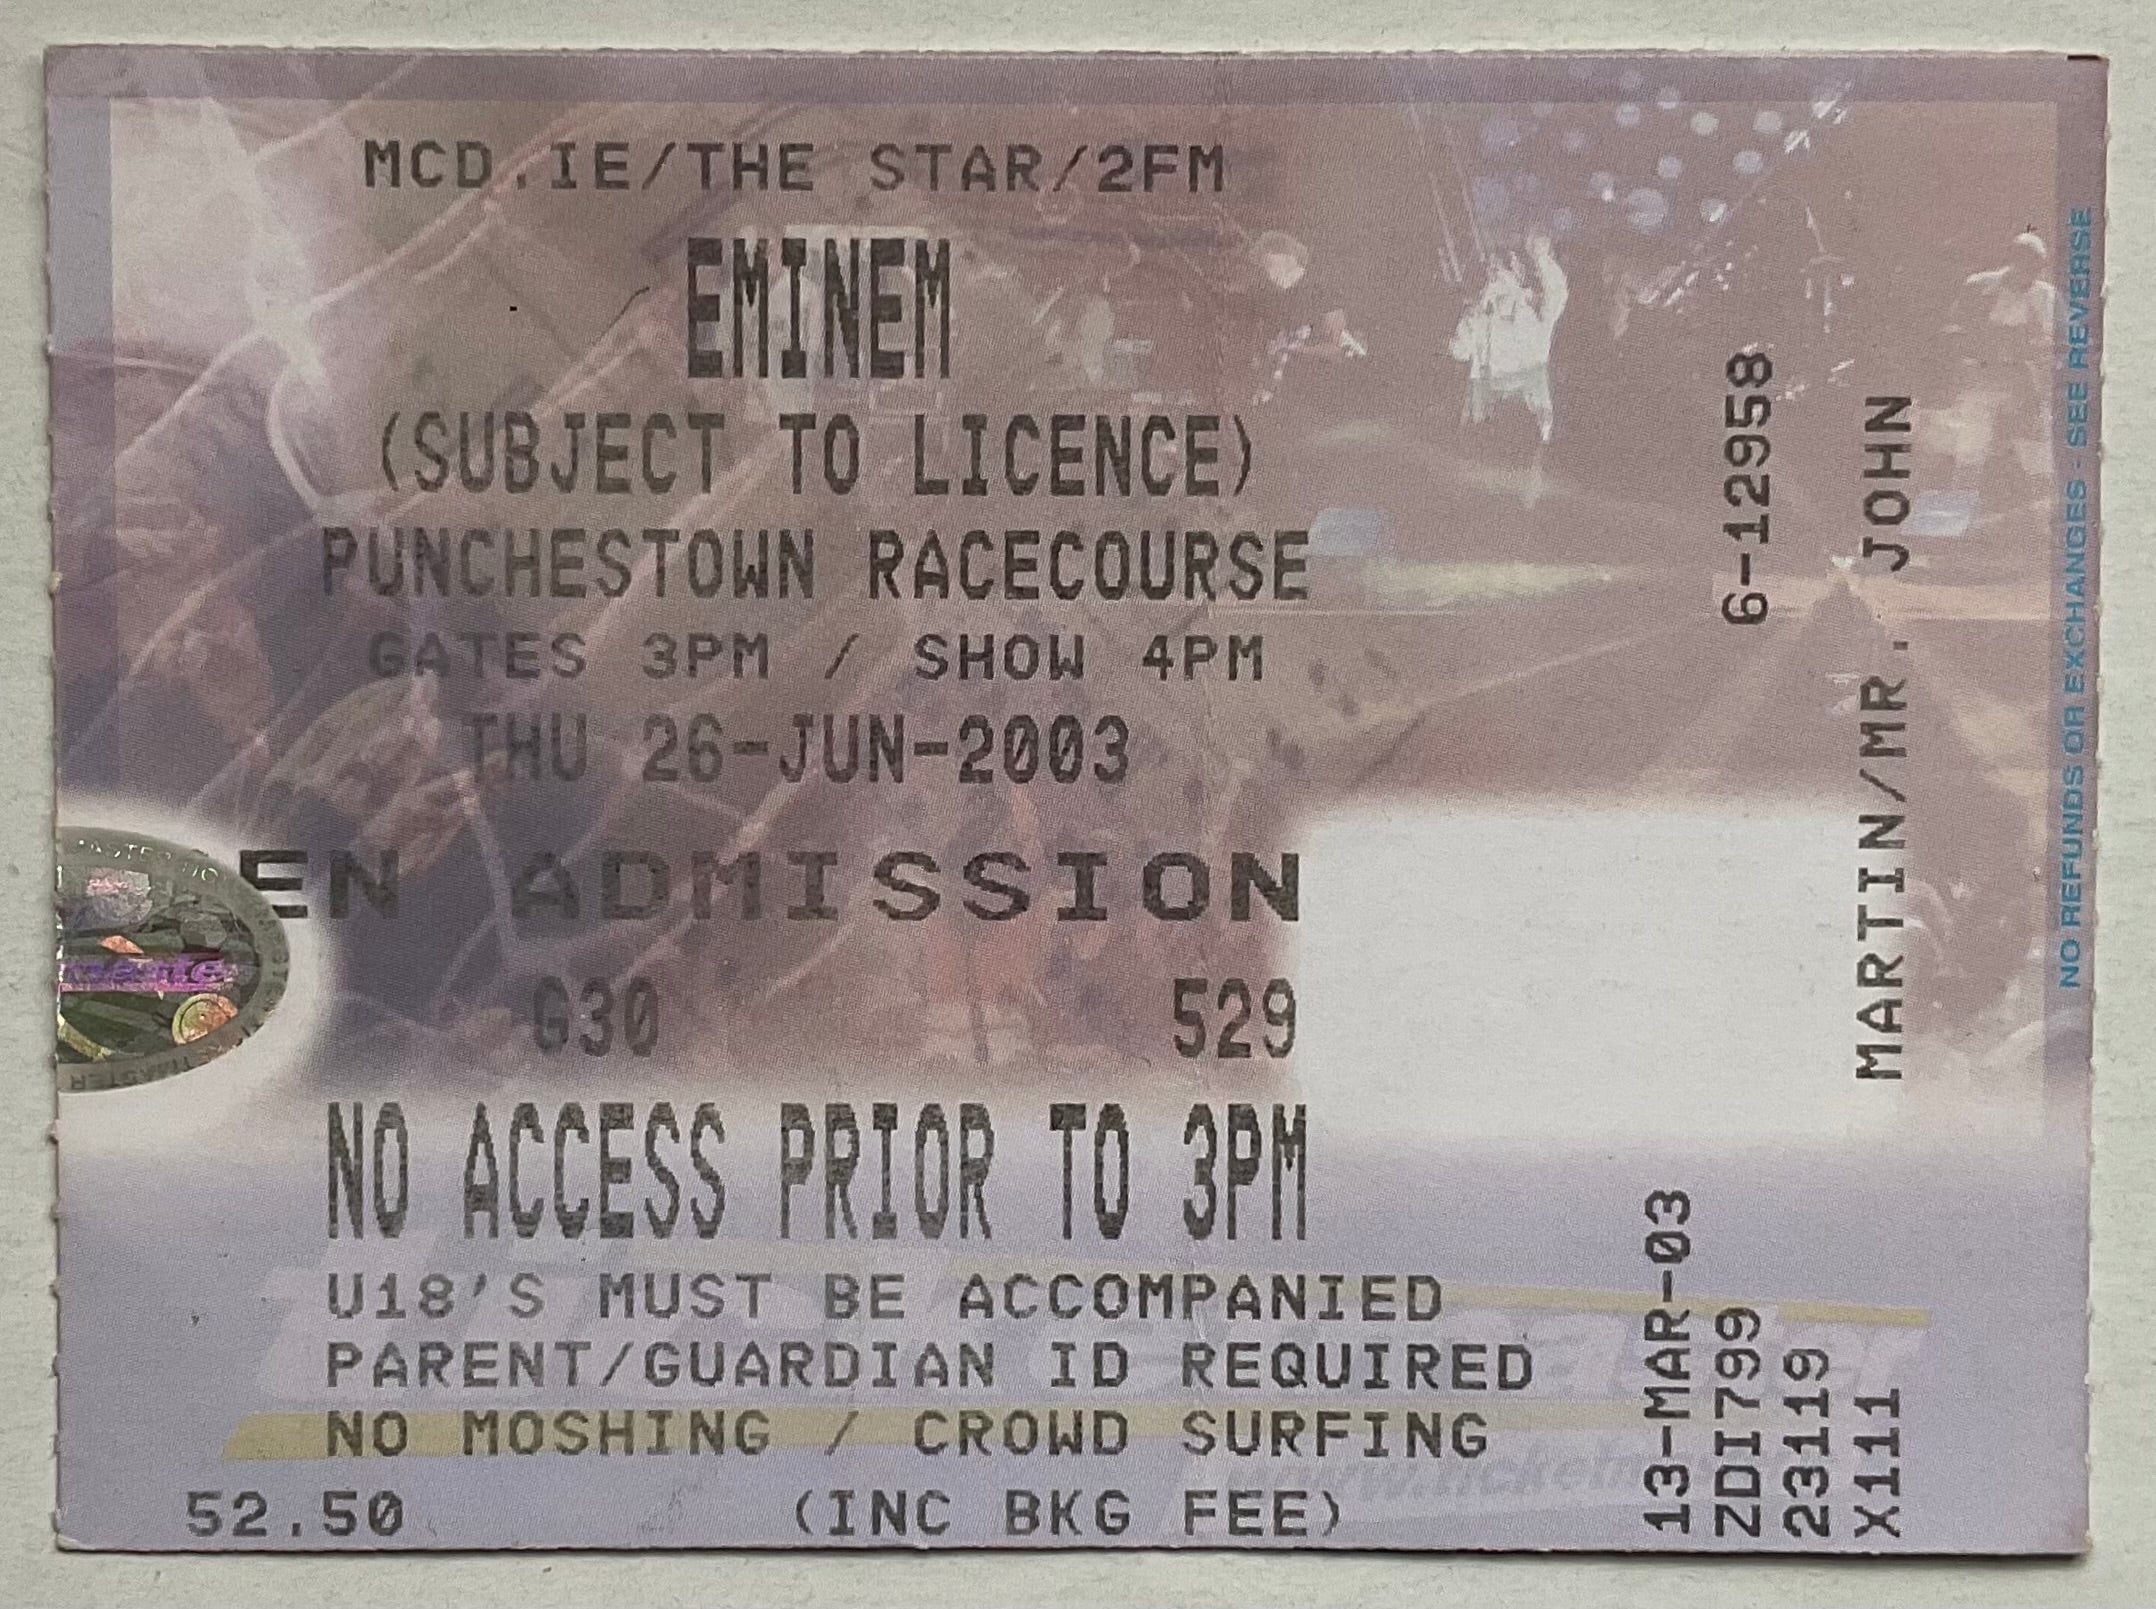 MCD.IE/THE STAR/2FM
EMINEM
(SUBJECT TO LICENCE)
PUNCHESTOWN RACECOURSE
GATES 3PM / SHOW 4PM
THU 26-JUN-2003
EN ADMISSION
G30 529
NO ACCESS PRIOR TO 3PM
U18'S MUST BE ACCOMPANIED
PARENT/GUARDIAN ID REQUIRED
NO MOSHING / CROWD SURFING
52.50 (INC BKG FEE)
6-12958
13-MAR-03
ZDI799
23119
X111
MARTIN/MR. JOHN
NO REFUNDS OR EXCHANGES - SEE REVERSE